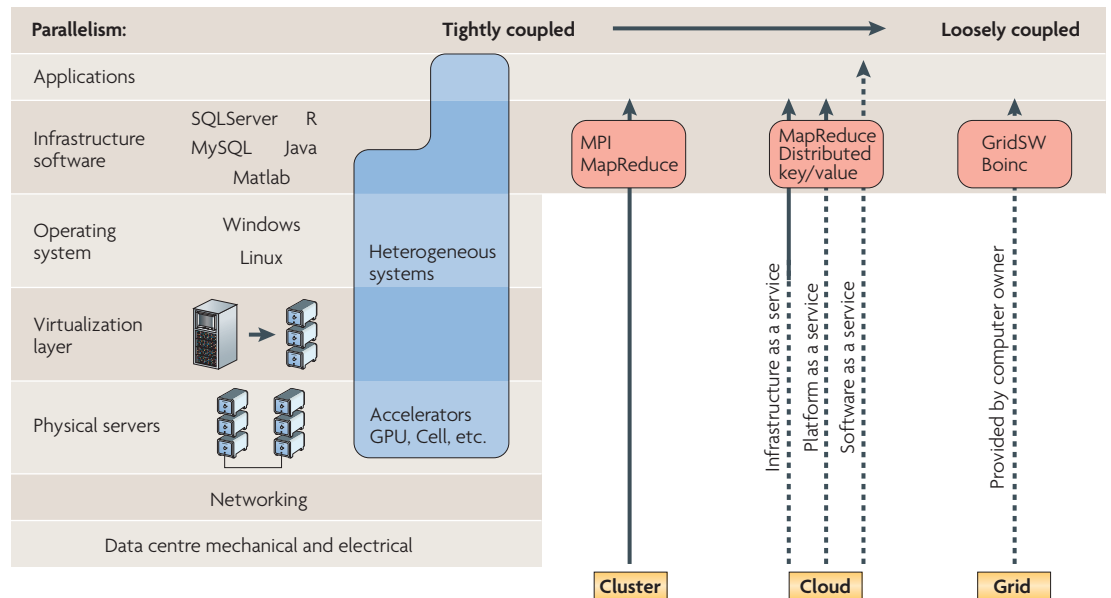 Parallelism:
Tightly coupled
Loosely coupled
Applications
Infrastructure
software
SQLServer R
MySQL Java
Matlab
MPI
MapReduce
MapReduce
Distributed
key/value
GridSW
Boinc
Operating
system
Windows
Linux
Heterogeneous
systems
Virtualization
layer
Physical servers
Accelerators
GPU, Cell, etc.
Networking
Data centre mechanical and electrical
Infrastructure as a service
Platform as a service
Software as a service
Provided by computer owner
Cluster
Cloud
Grid